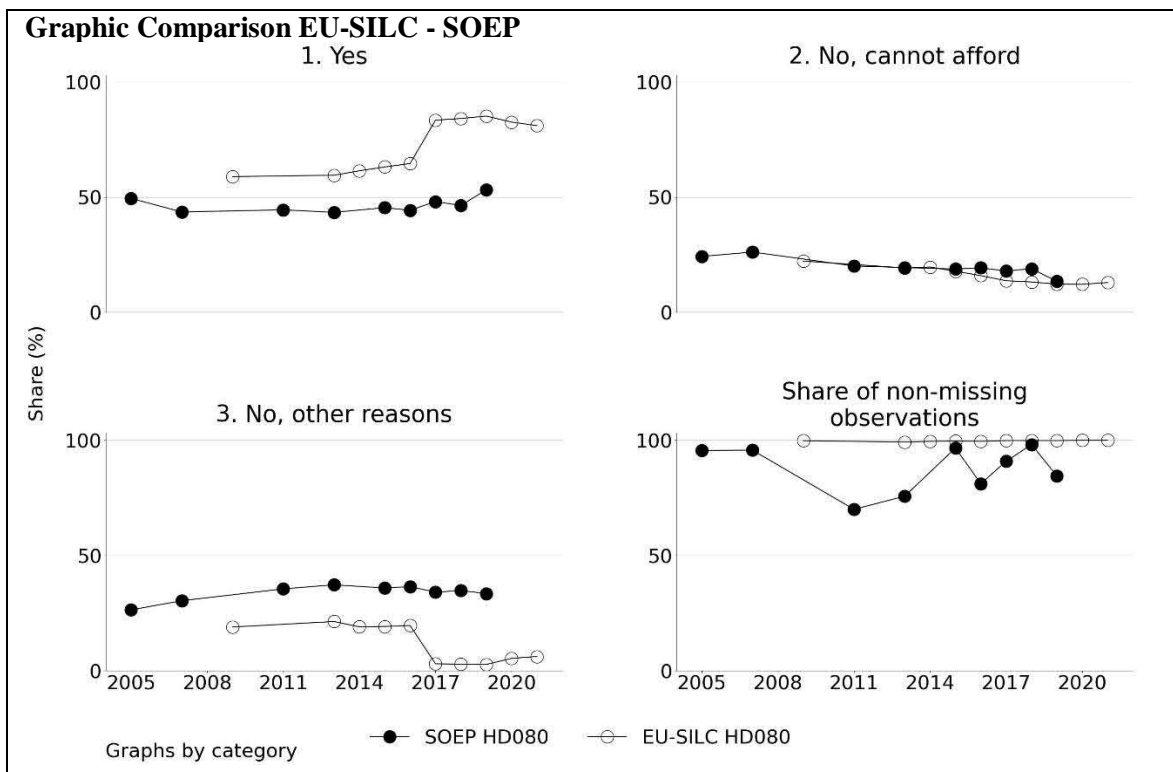 Graphic Comparison EU-SILC - SOEP
1. Yes
2. No, cannot afford
100
50
0
100
50
0
Share (%)
3. No, other reasons
Share of non-missing
observations
100
50
0
2005 2008 2011 2014 2017 2020
100
50
0
2005 2008 2011 2014 2017 2020
SOEP HD080 EU-SILC HD080
Graphs by category